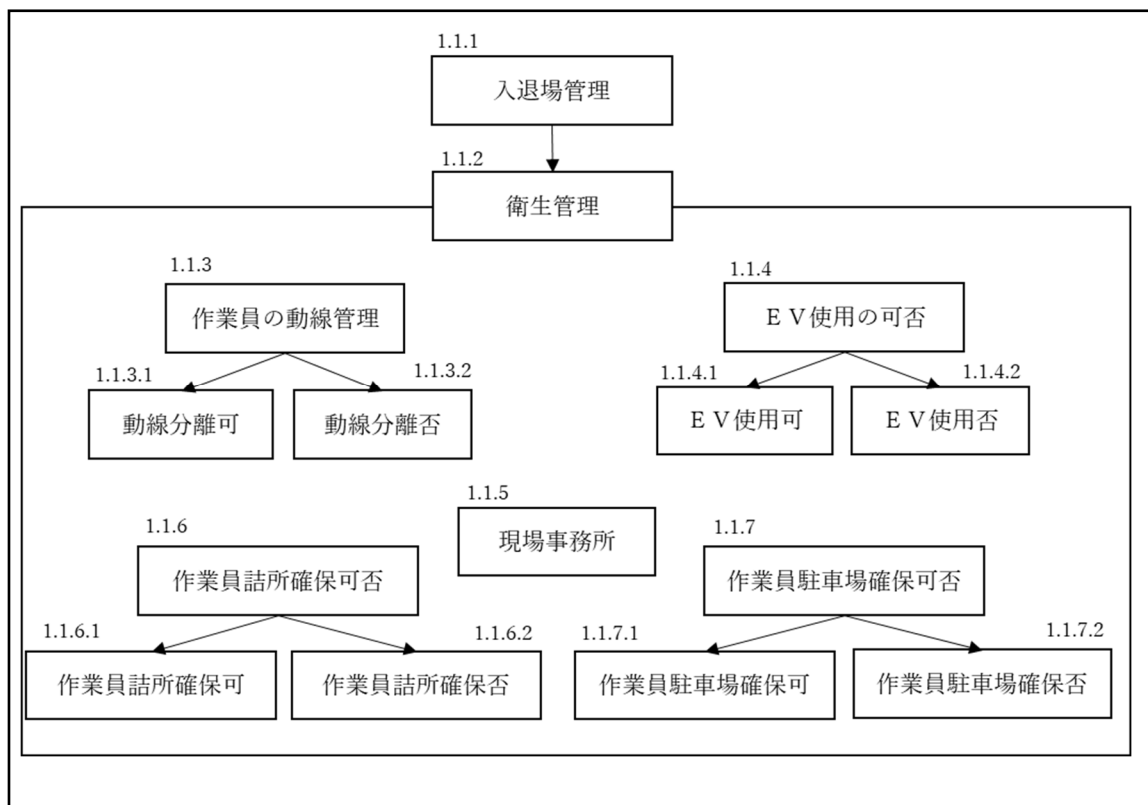 1.1.1
入退場管理
1.1.2
衛生管理
1.1.3
作業員の動線管理
1.1.3.1
動線分離可
1.1.3.2
動線分離否
1.1.4
ＥＶ使用の可否
1.1.4.1
ＥＶ使用可
1.1.4.2
ＥＶ使用否
1.1.5
現場事務所
1.1.6
作業員詰所確保可否
1.1.6.1
作業員詰所確保可
1.1.6.2
作業員詰所確保否
1.1.7
作業員駐車場確保可否
1.1.7.1
作業員駐車場確保可
1.1.7.2
作業員駐車場確保否